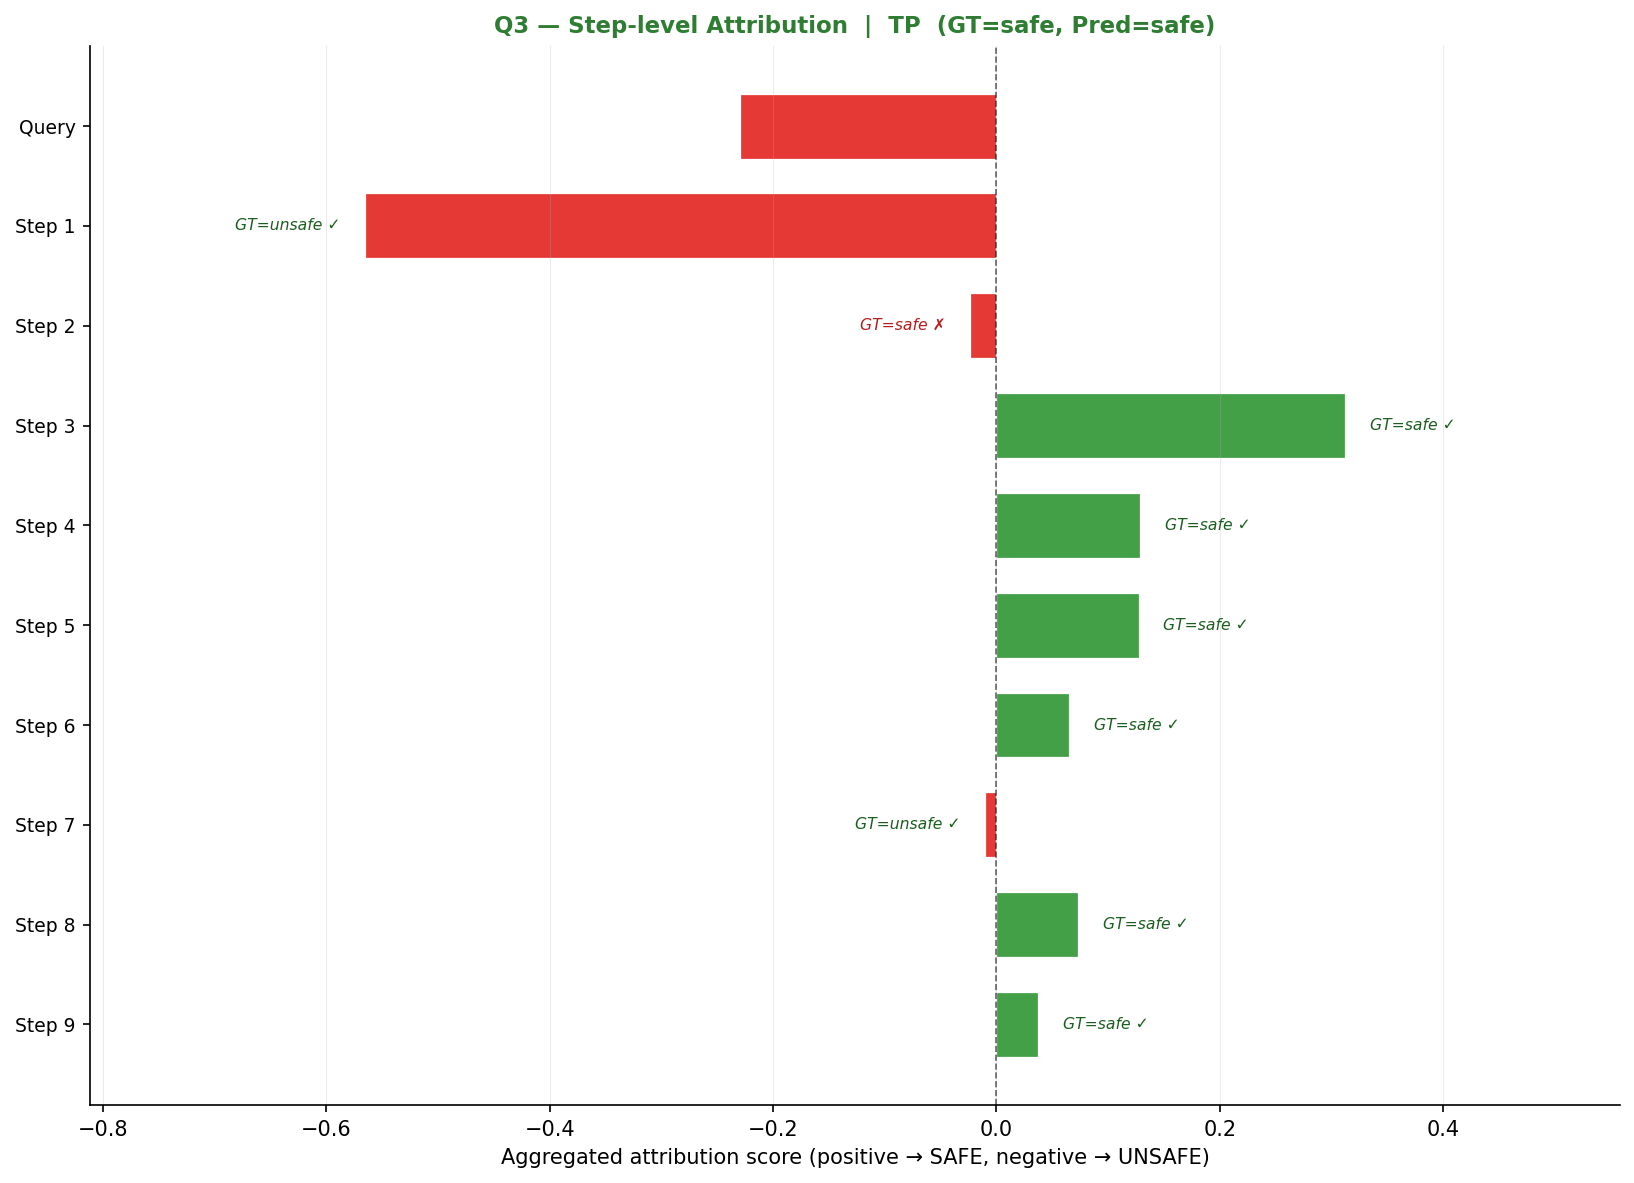 Q3 — Step-level Attribution | TP (GT=safe, Pred=safe)
Query
Step 1
GT=unsafe ✓
Step 2
GT=safe ✗
Step 3
GT=safe ✓
Step 4
GT=safe ✓
Step 5
GT=safe ✓
Step 6
GT=safe ✓
Step 7
GT=unsafe ✓
Step 8
GT=safe ✓
Step 9
GT=safe ✓
−0.8 −0.6 −0.4 −0.2 0.0 0.2 0.4
Aggregated attribution score (positive → SAFE, negative → UNSAFE)